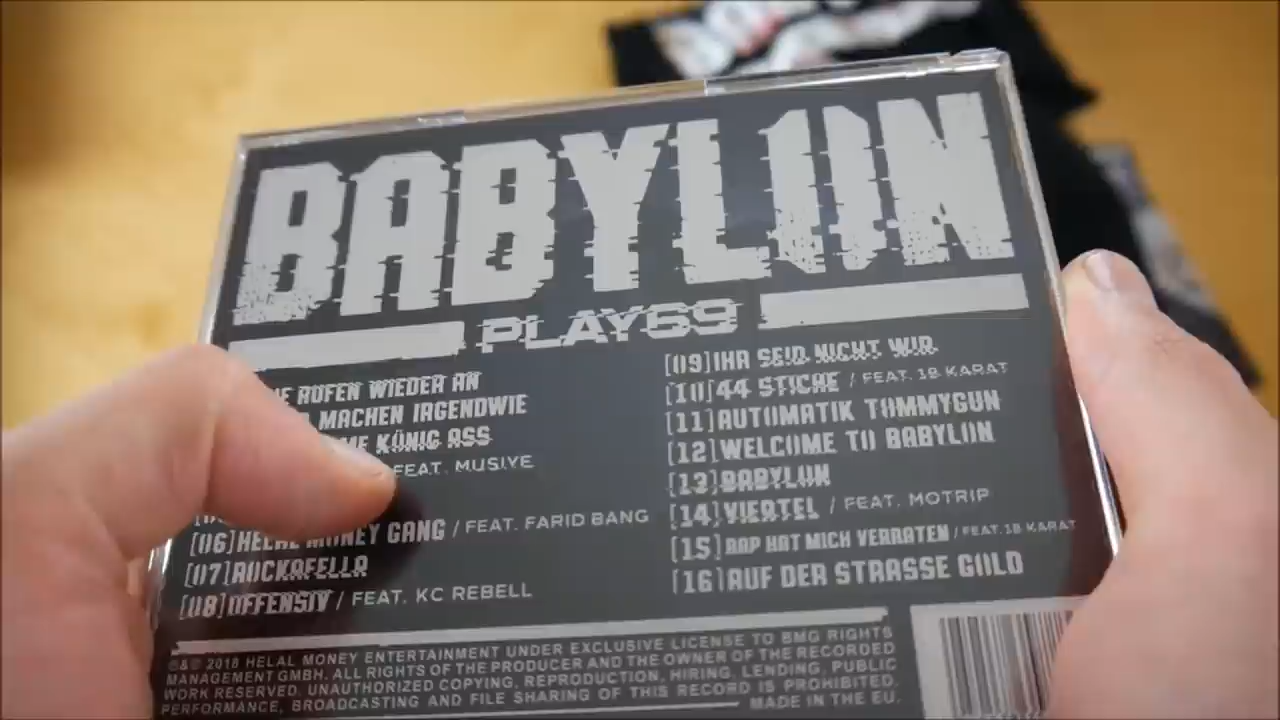 BABYLON
PLAY69
RUFEN WIEDER AN
MACHEN IRGENDWIE
KÖNIG ASS
FEAT. MUSIYE
[06] HELAL MONEY GANG / FEAT. FARID BANG
[07] ROCKAFELLA
[08] OFFENSIV / FEAT. KC REBELL
[09] IHR SEID NICHT WIR
[10] 44 STICHE / FEAT. 18 KARAT
[11] AUTOMATIK TOMMYGUN
[12] WELCOME TO BABYLON
[13] BABYLON
[14] VIERTEL / FEAT. MOTRIP
[15] RAP HAT MICH VERRATEN / FEAT. 18 KARAT
[16] AUF DER STRASSE GOLD
℗&© 2018 HELAL MONEY ENTERTAINMENT UNDER EXCLUSIVE LICENSE TO BMG RIGHTS
MANAGEMENT GMBH. ALL RIGHTS OF THE PRODUCER AND THE OWNER OF THE RECORDED
WORK RESERVED. UNAUTHORIZED COPYING, REPRODUCTION, HIRING, LENDING, PUBLIC
PERFORMANCE, BROADCASTING AND FILE SHARING OF THIS RECORD IS PROHIBITED.
MADE IN THE EU.